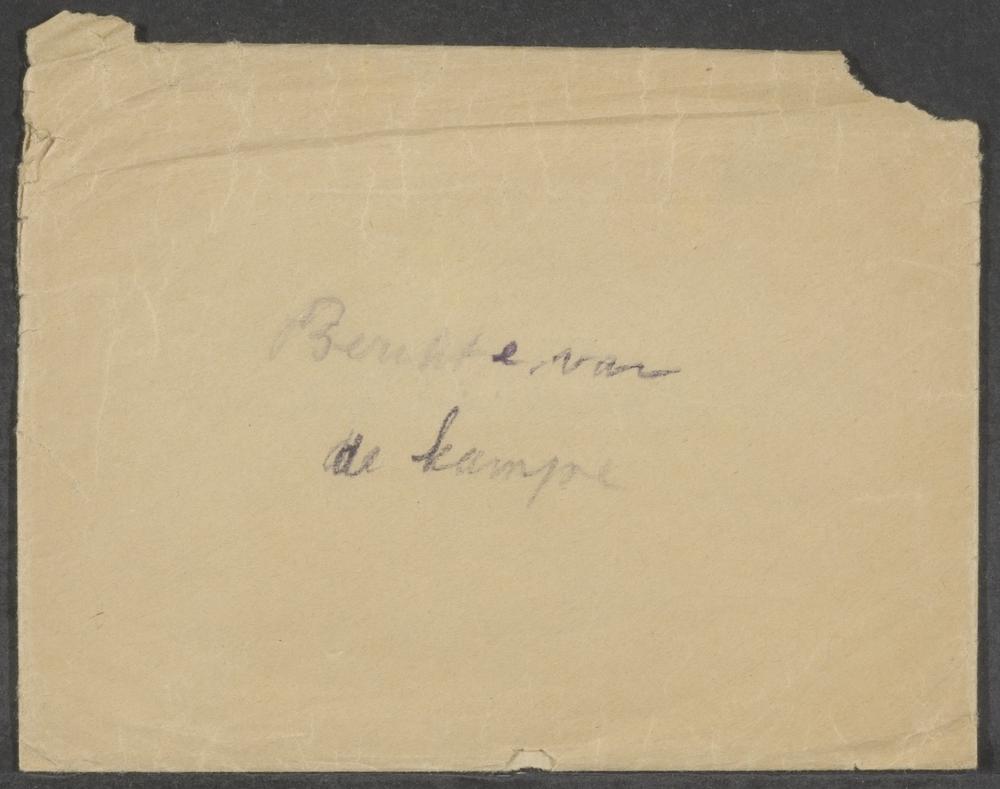 Berichte van
de kampe